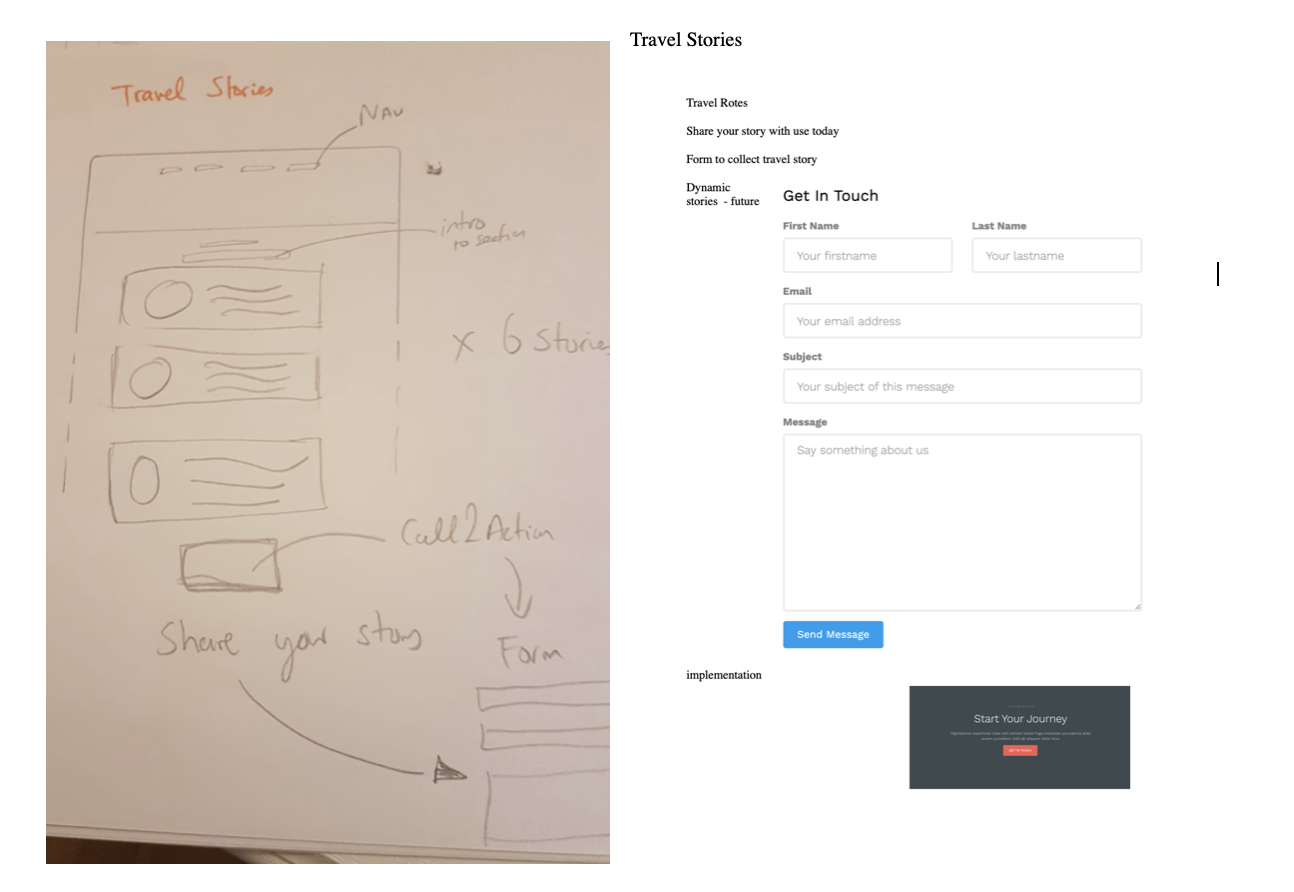 Travel Stories
Nav
intro
to section
x 6 Stories
Call2Action
Share your story
Form
Travel Stories
Travel Rotes
Share your story with use today
Form to collect travel story
Dynamic
stories - future
Get In Touch
First Name
Last Name
Your firstname
Your lastname
Email
Your email address
Subject
Your subject of this message
Message
Say something about us
Send Message
implementation
Start Your Journey
GET IN TOUCH